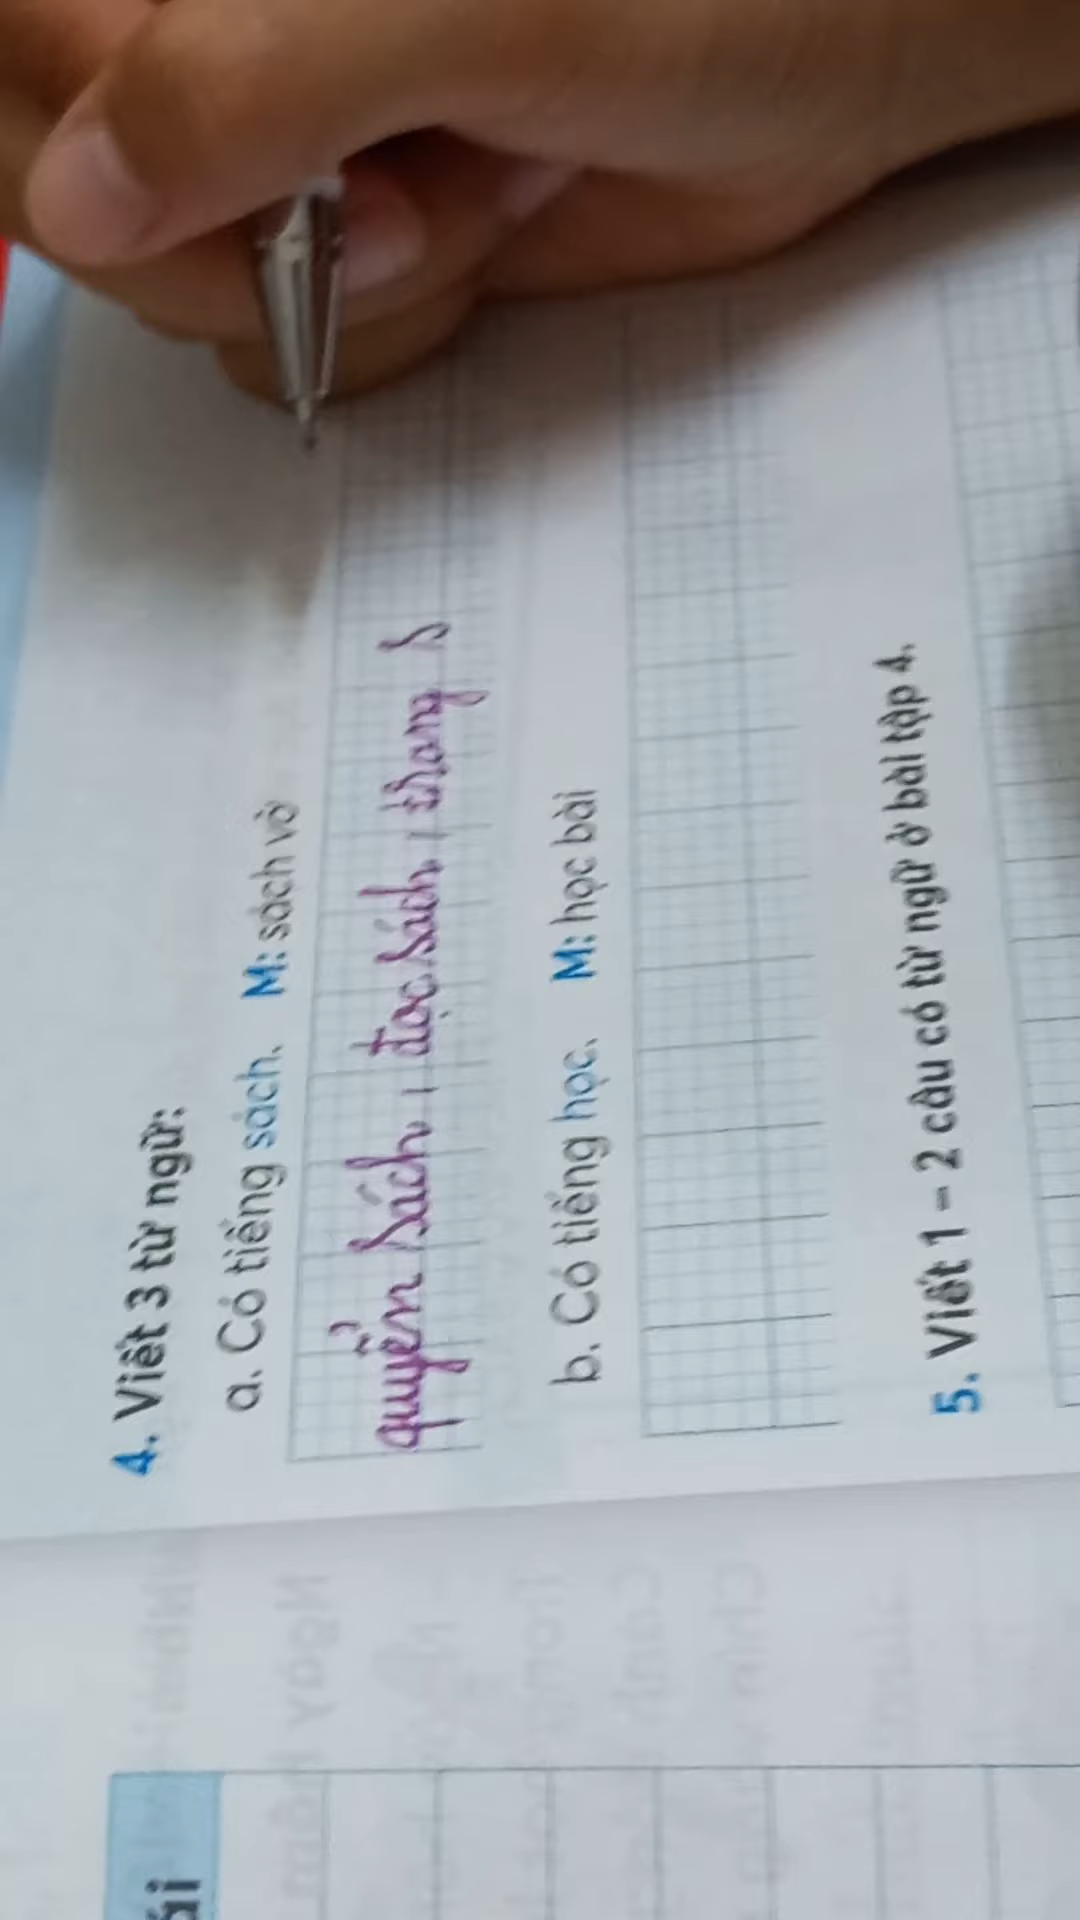 4. Viết 3 từ ngữ:
a. Có tiếng sách. M: sách vở
quyển sách, đọc sách, trang s
b. Có tiếng học. M: học bài
5. Viết 1 - 2 câu có từ ngữ ở bài tập 4.